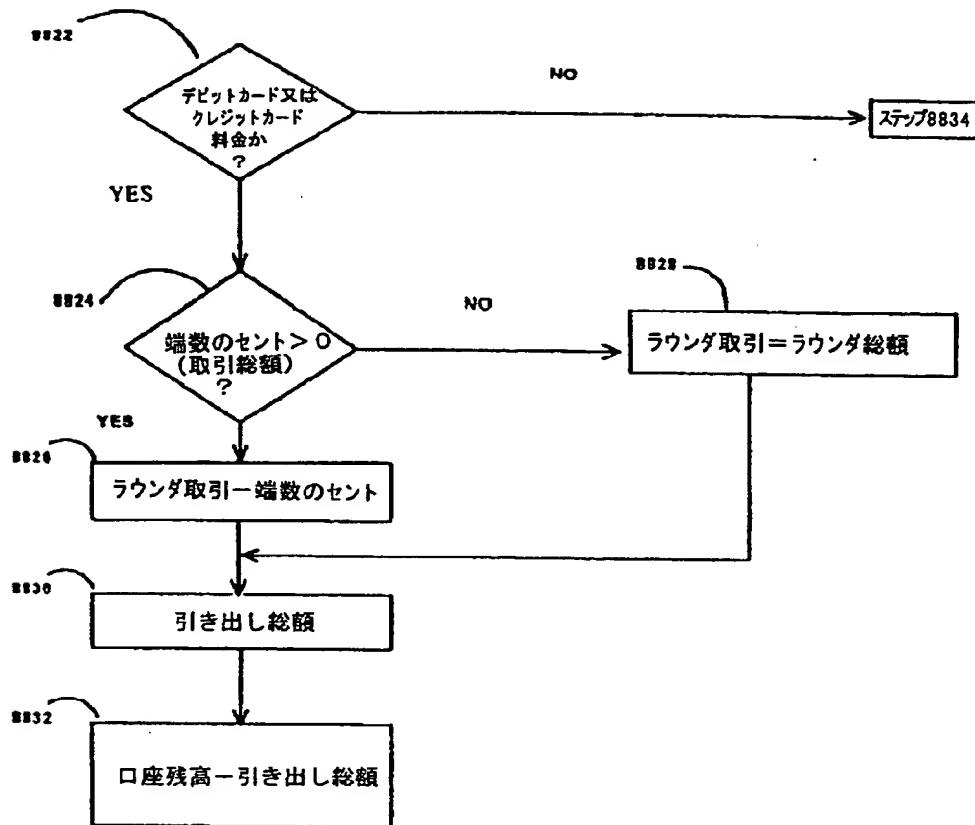 8822
デビットカード又は
クレジットカード
料金か
?
NO
ステップ8834
YES
8824
端数のセント>0
(取引総額)
?
NO
8828
ラウンダ取引=ラウンダ総額
YES
8826
ラウンダ取引−端数のセント
8830
引き出し総額
8832
口座残高−引き出し総額